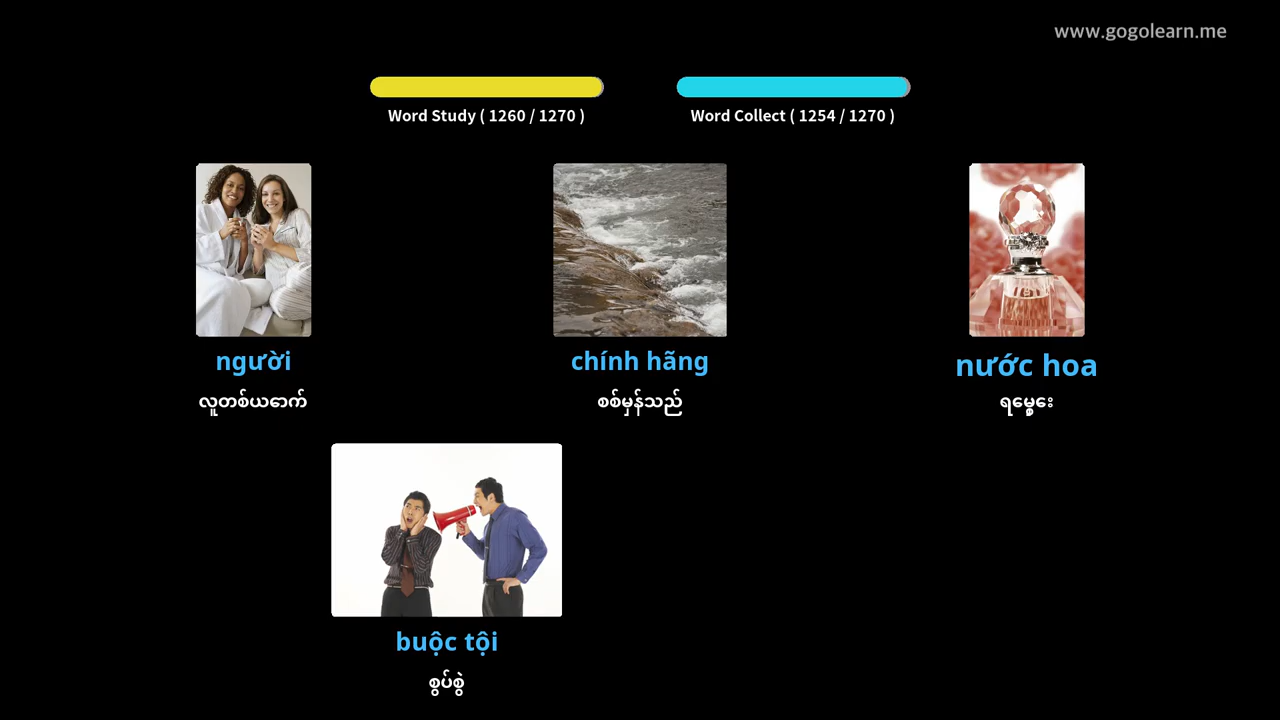 www.gogolearn.me
Word Study ( 1260 / 1270 )
Word Collect ( 1254 / 1270 )
người
chính hãng
nước hoa
လူတစ်ယောက်
စစ်မှန်သည်
ရေမွှေး
buộc tội
စွပ်စွဲ